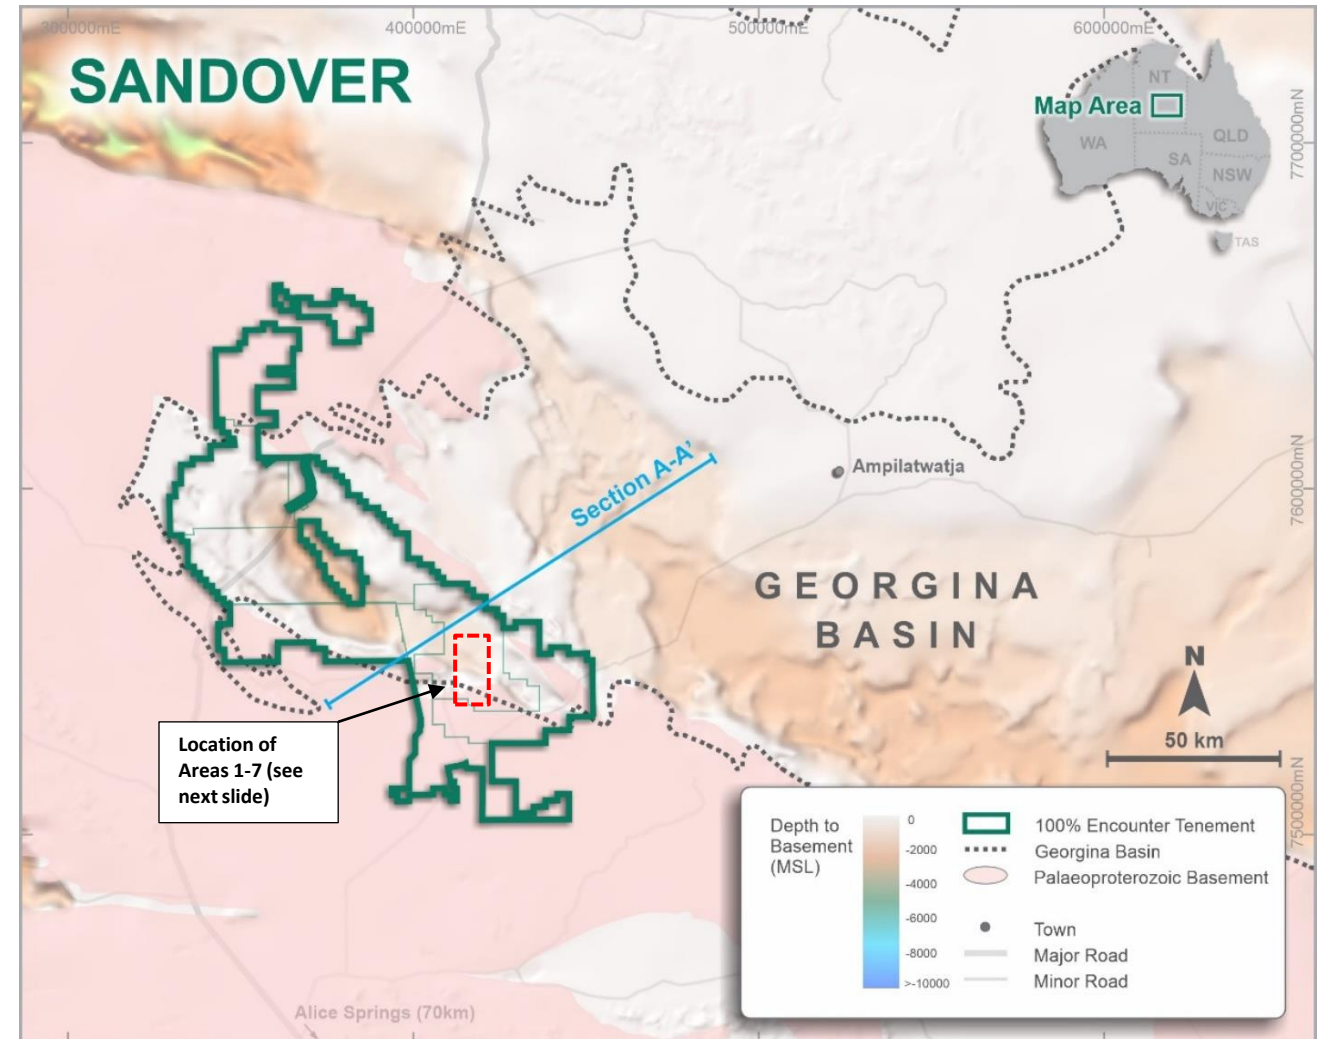 300000mE
400000mE
500000mE
600000mE
SANDOVER
Map Area
NT
WA
QLD
SA
NSW
VIC
TAS
7700000mN
Section A-A'
Ampilatwatja
7600000mN
GEORGINA
BASIN
N
50 km
Location of
Areas 1-7 (see
next slide)
7500000mN
Depth to
Basement
(MSL)
0
-2000
-4000
-6000
-8000
>-10000
100% Encounter Tenement
Georgina Basin
Palaeoproterozoic Basement
Town
Major Road
Minor Road
Alice Springs (70km)